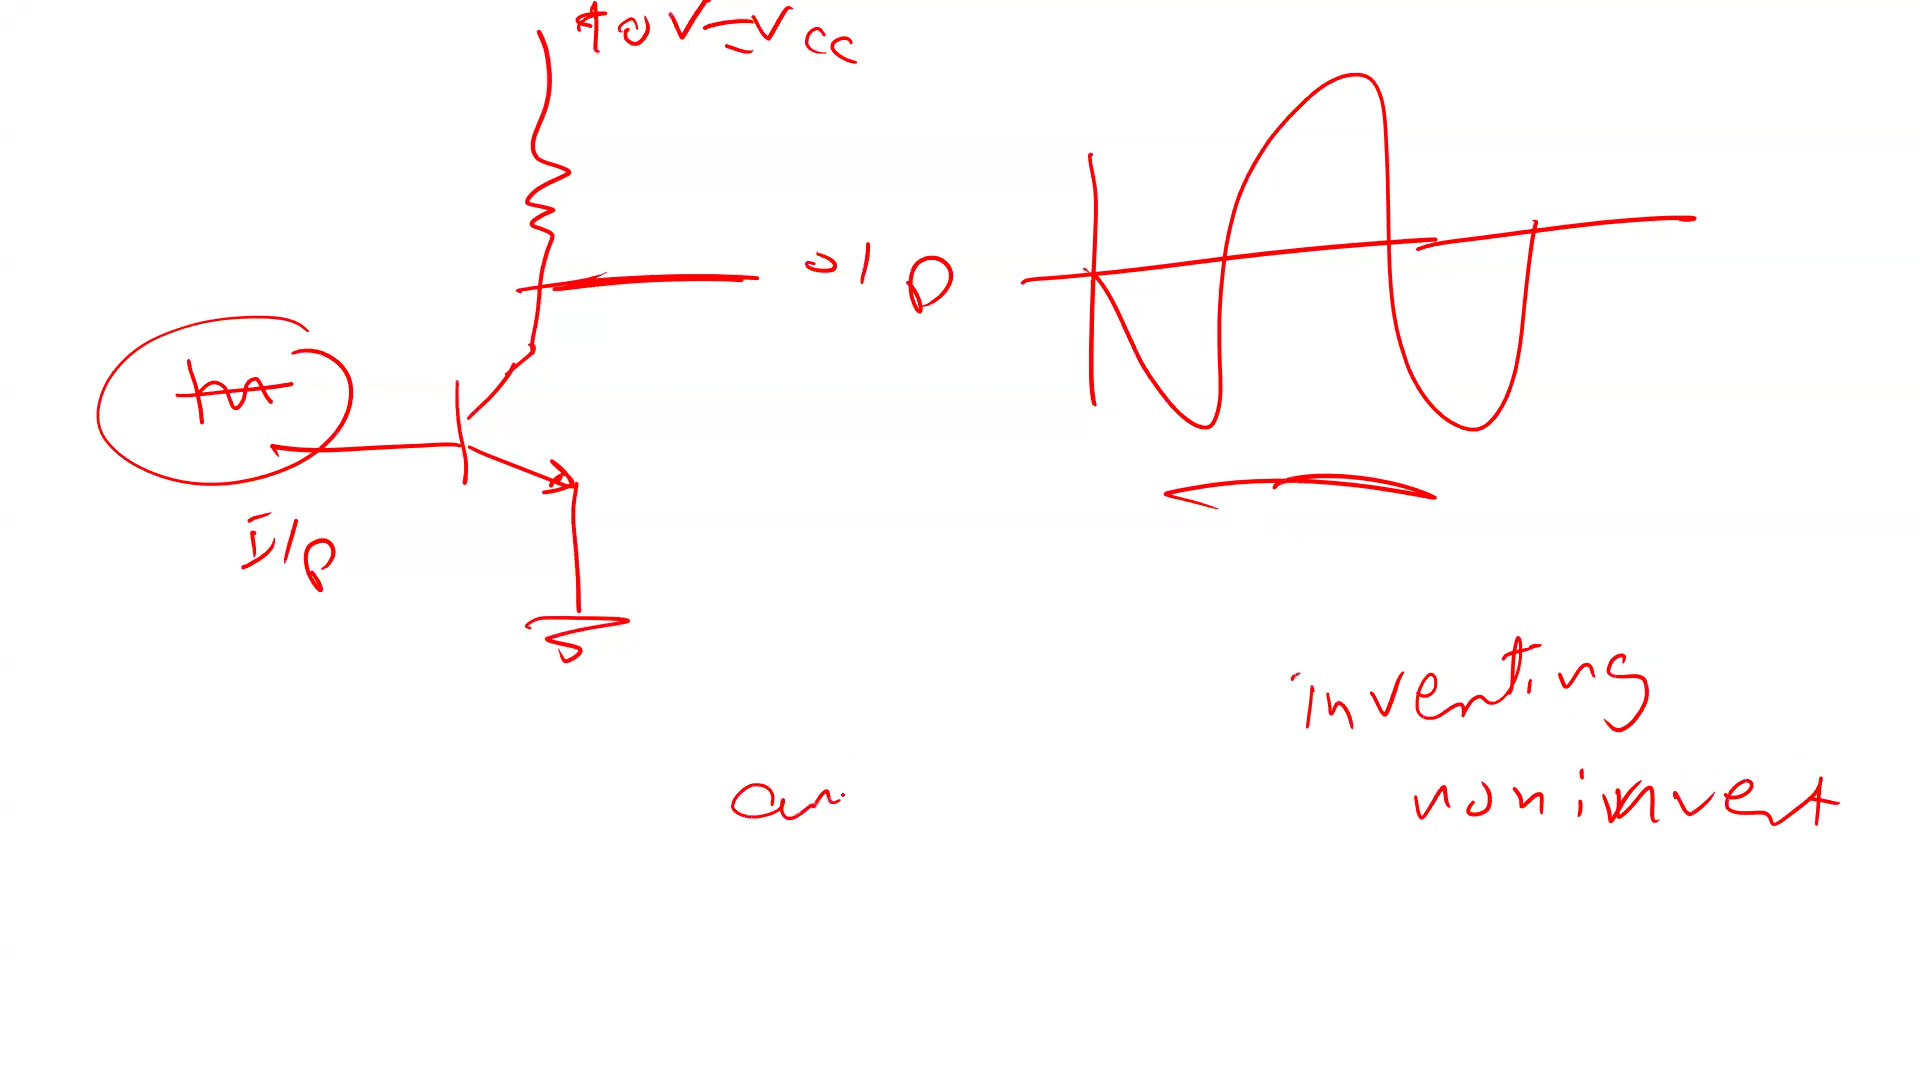 +10V=Vcc
o/p
I/p
inverting
noninvert